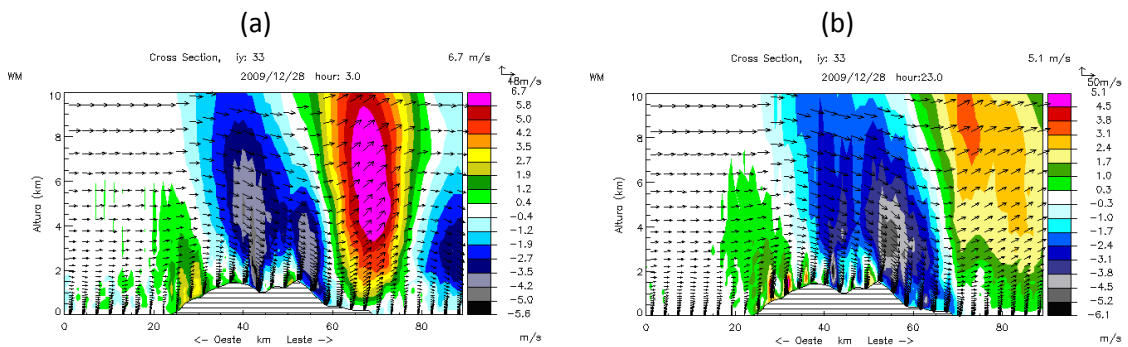 (a)
Cross Section, iy: 33
6.7 m/s
WM
2009/12/28 hour: 3.0
48m/s
Altura (km)
10
8
6
4
2
0
0 20 40 60 80
<- Oeste km Leste ->
6.7
5.8
5.0
4.2
3.5
2.7
1.9
1.2
0.4
-0.4
-1.2
-1.9
-2.7
-3.5
-4.2
-5.0
-5.6
m/s
(b)
Cross Section, iy: 33
5.1 m/s
WM
2009/12/28 hour:23.0
50m/s
Altura (km)
10
8
6
4
2
0
0 20 40 60 80
<- Oeste km Leste ->
5.1
4.5
3.8
3.1
2.4
1.7
1.0
0.3
-0.3
-1.0
-1.7
-2.4
-3.1
-3.8
-4.5
-5.2
-6.1
m/s